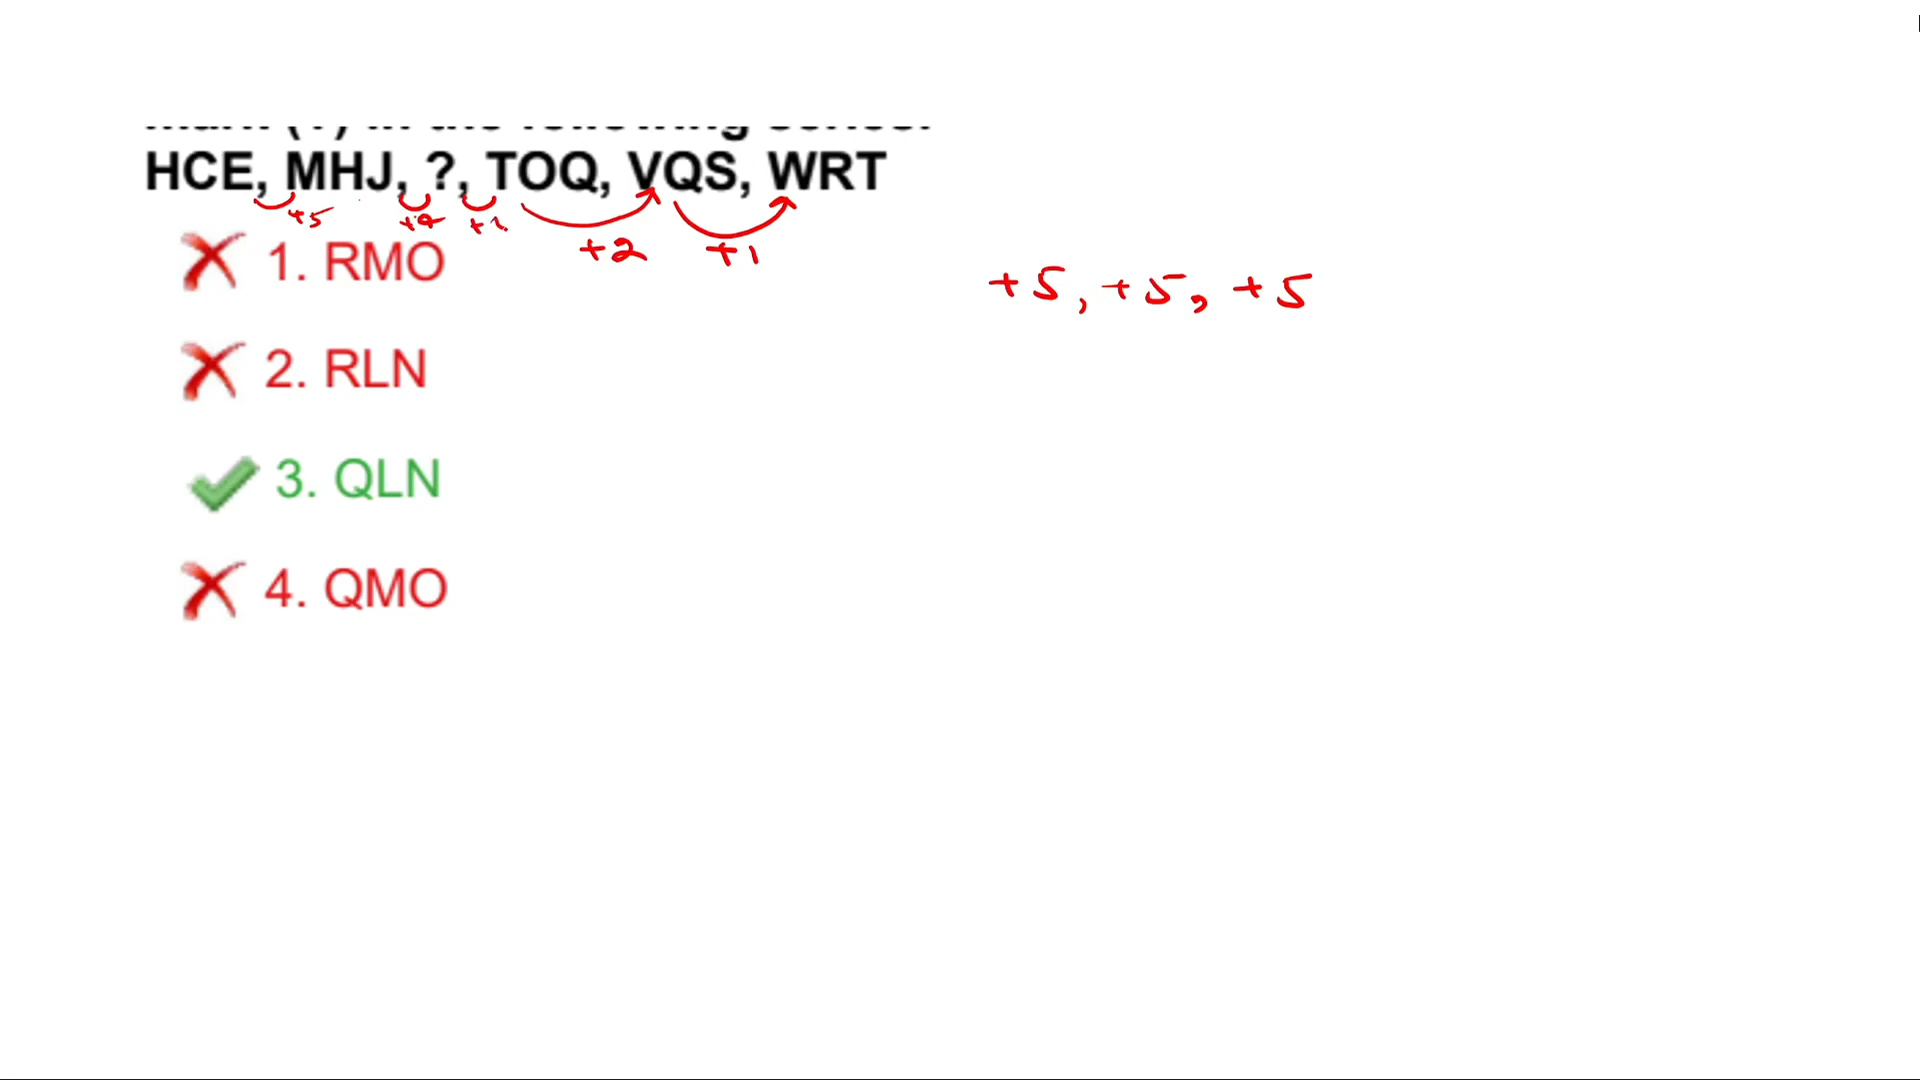 HCE, MHJ, ?, TOQ, VQS, WRT
+5 +4 +2 +1
1. RMO
+5, +5, +5
2. RLN
3. QLN
4. QMO